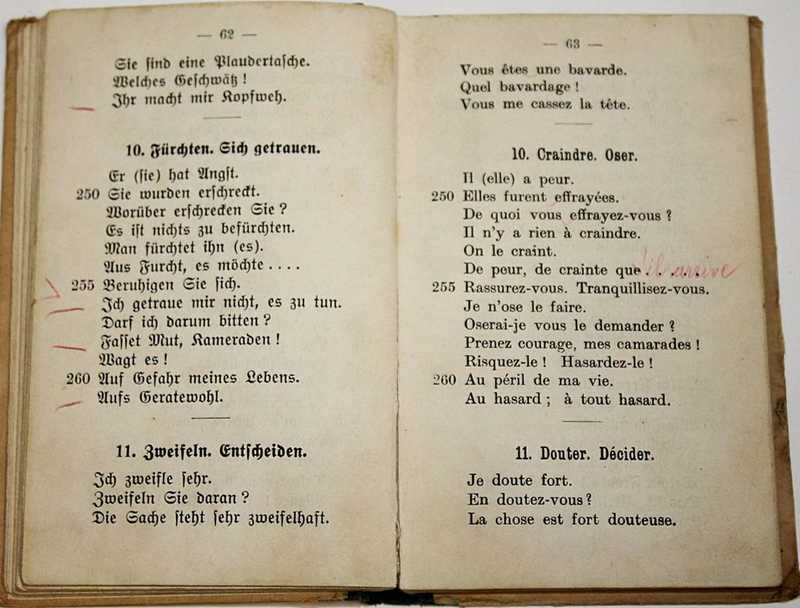 — 62 —
Sie sind eine Plaudertasche.
Welches Geschwätz !
Ihr macht mir Kopfweh.
10. Fürchten. Sich getrauen.
Er (sie) hat Angst.
250 Sie wurden erschreckt.
Worüber erschrecken Sie ?
Es ist nichts zu befürchten.
Man fürchtet ihn (es).
Aus Furcht, es möchte ....
255 Beruhigen Sie sich.
Ich getraue mir nicht, es zu tun.
Darf ich darum bitten ?
Fasset Mut, Kameraden !
Wagt es !
260 Auf Gefahr meines Lebens.
Aufs Geratewohl.
11. Zweifeln. Entscheiden.
Ich zweifle sehr.
Zweifeln Sie daran ?
Die Sache steht sehr zweifelhaft.
— 63 —
Vous êtes une bavarde.
Quel bavardage !
Vous me cassez la tête.
10. Craindre. Oser.
Il (elle) a peur.
250 Elles furent effrayées.
De quoi vous effrayez-vous ?
Il n'y a rien à craindre.
On le craint.
De peur, de crainte que . . . . . il arrive
255 Rassurez-vous. Tranquillisez-vous.
Je n'ose le faire.
Oserai-je vous le demander ?
Prenez courage, mes camarades !
Risquez-le ! Hasardez-le !
260 Au péril de ma vie.
Au hasard ; à tout hasard.
11. Douter. Décider.
Je doute fort.
En doutez-vous ?
La chose est fort douteuse.